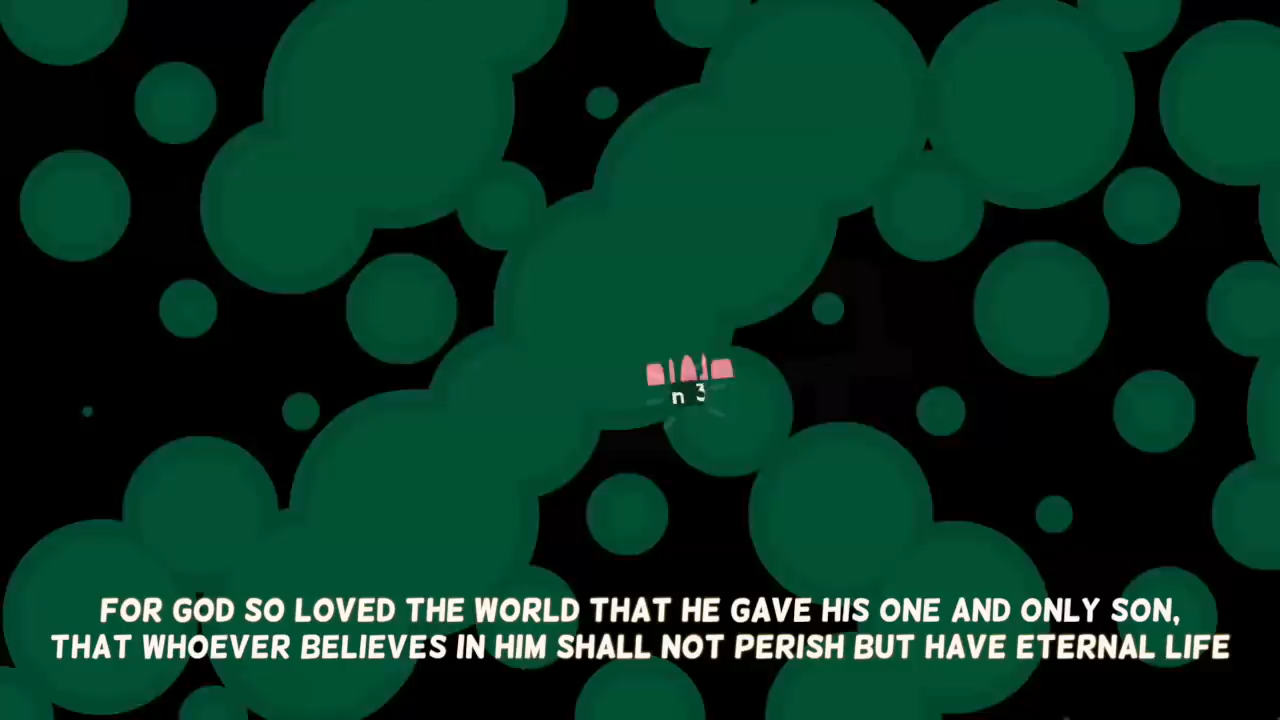 n 3
FOR GOD SO LOVED THE WORLD THAT HE GAVE HIS ONE AND ONLY SON,
THAT WHOEVER BELIEVES IN HIM SHALL NOT PERISH BUT HAVE ETERNAL LIFE